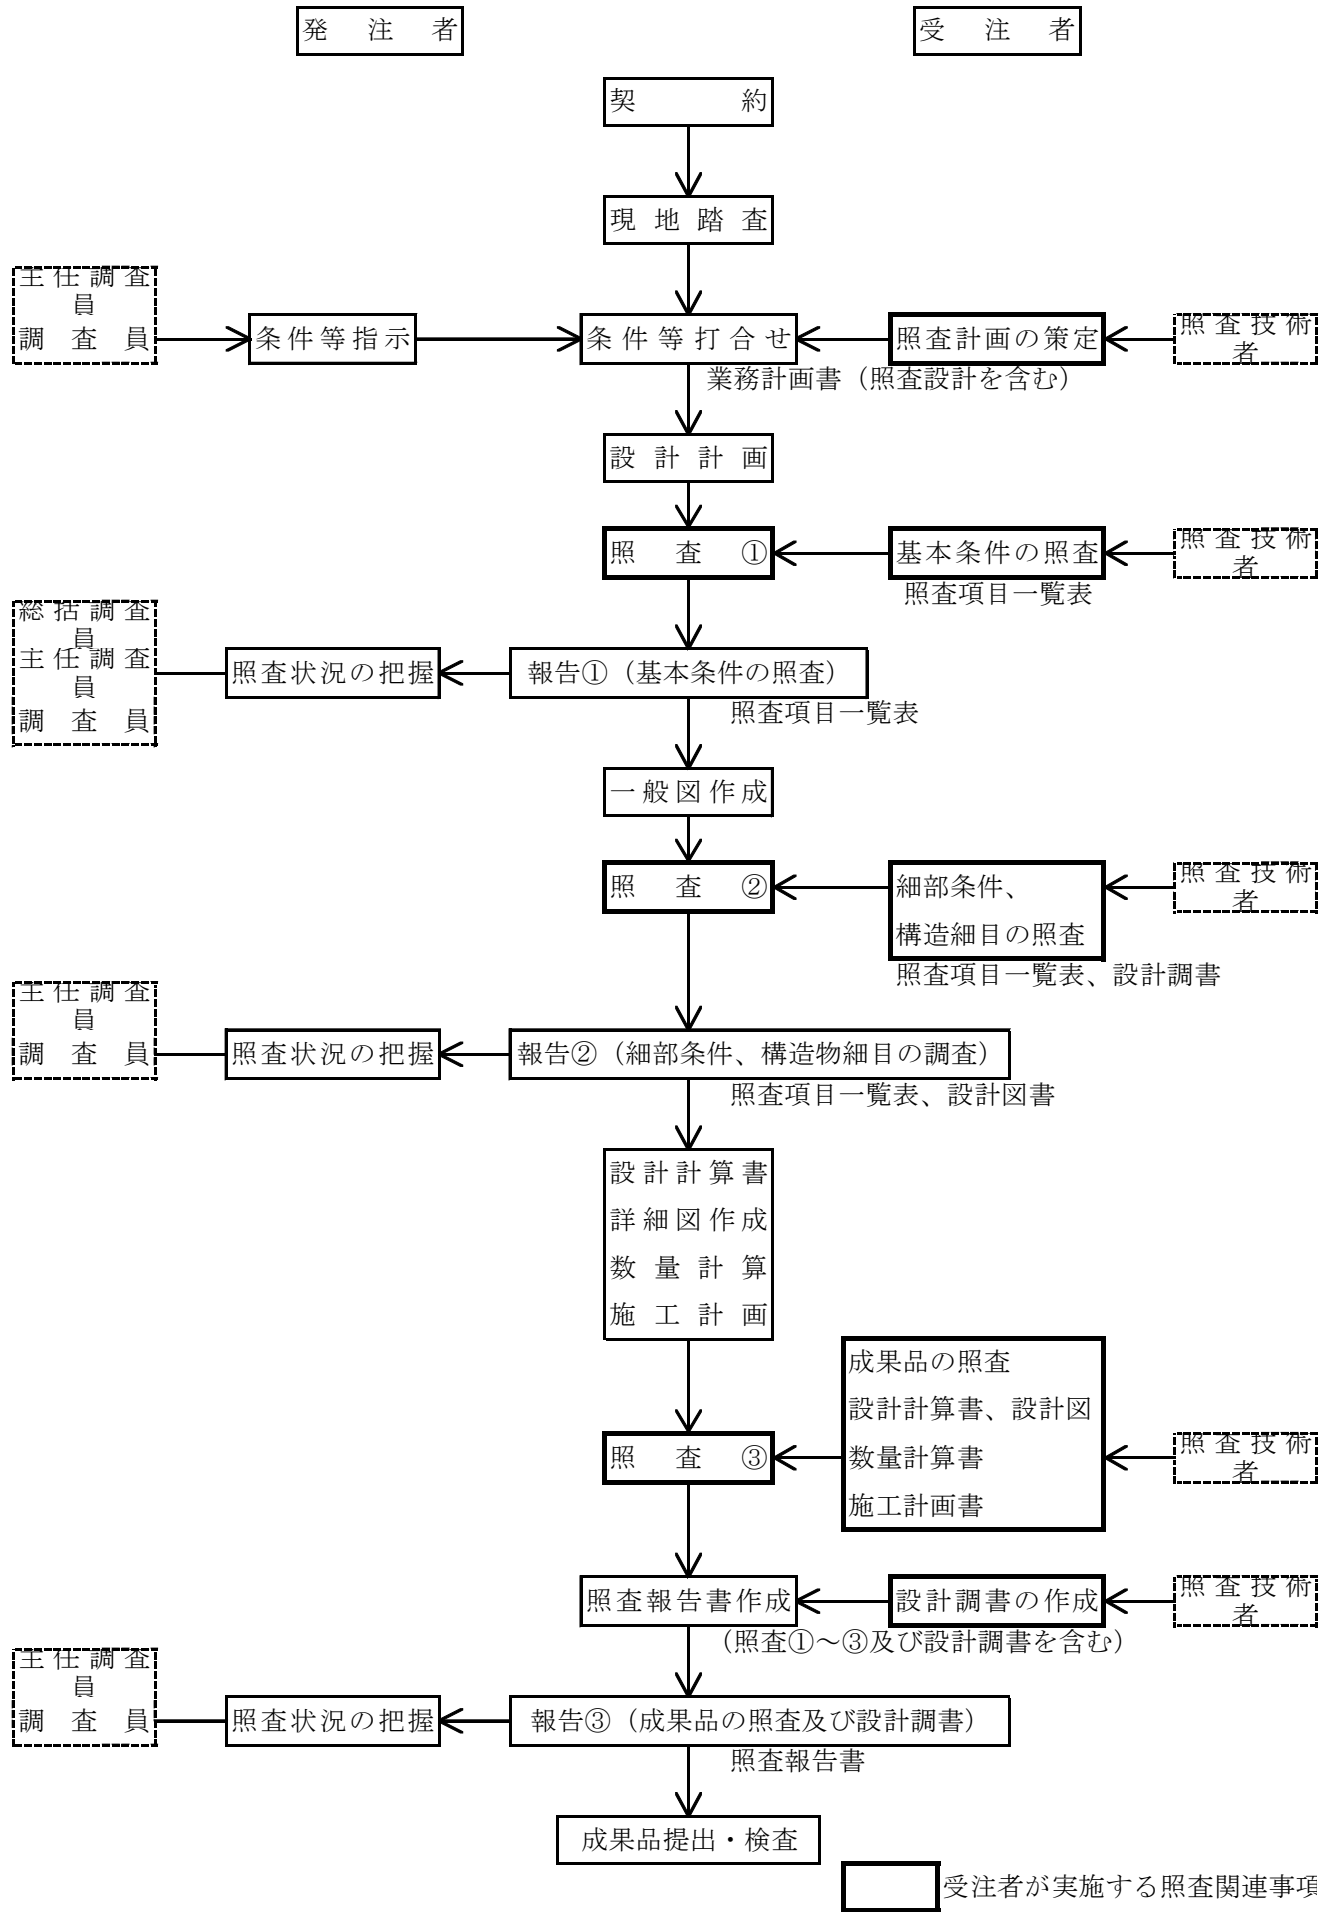 発注者
受注者
契約
現地踏査
主任調査
員
調査員
条件等指示
条件等打合せ
照査計画の策定
照査技術
者
業務計画書（照査設計を含む）
設計計画
照査①
基本条件の照査
照査技術
者
照査項目一覧表
総括調査
員
主任調査
員
調査員
照査状況の把握
報告①（基本条件の照査）
照査項目一覧表
一般図作成
照査②
細部条件、
構造細目の照査
照査技術
者
照査項目一覧表、設計調書
主任調査
員
調査員
照査状況の把握
報告②（細部条件、構造物細目の調査）
照査項目一覧表、設計図書
設計計算書
詳細図作成
数量計算
施工計画
照査③
成果品の照査
設計計算書、設計図
数量計算書
施工計画書
照査技術
者
照査報告書作成
設計調書の作成
照査技術
者
（照査①～③及び設計調書を含む）
主任調査
員
調査員
照査状況の把握
報告③（成果品の照査及び設計調書）
照査報告書
成果品提出・検査
受注者が実施する照査関連事項